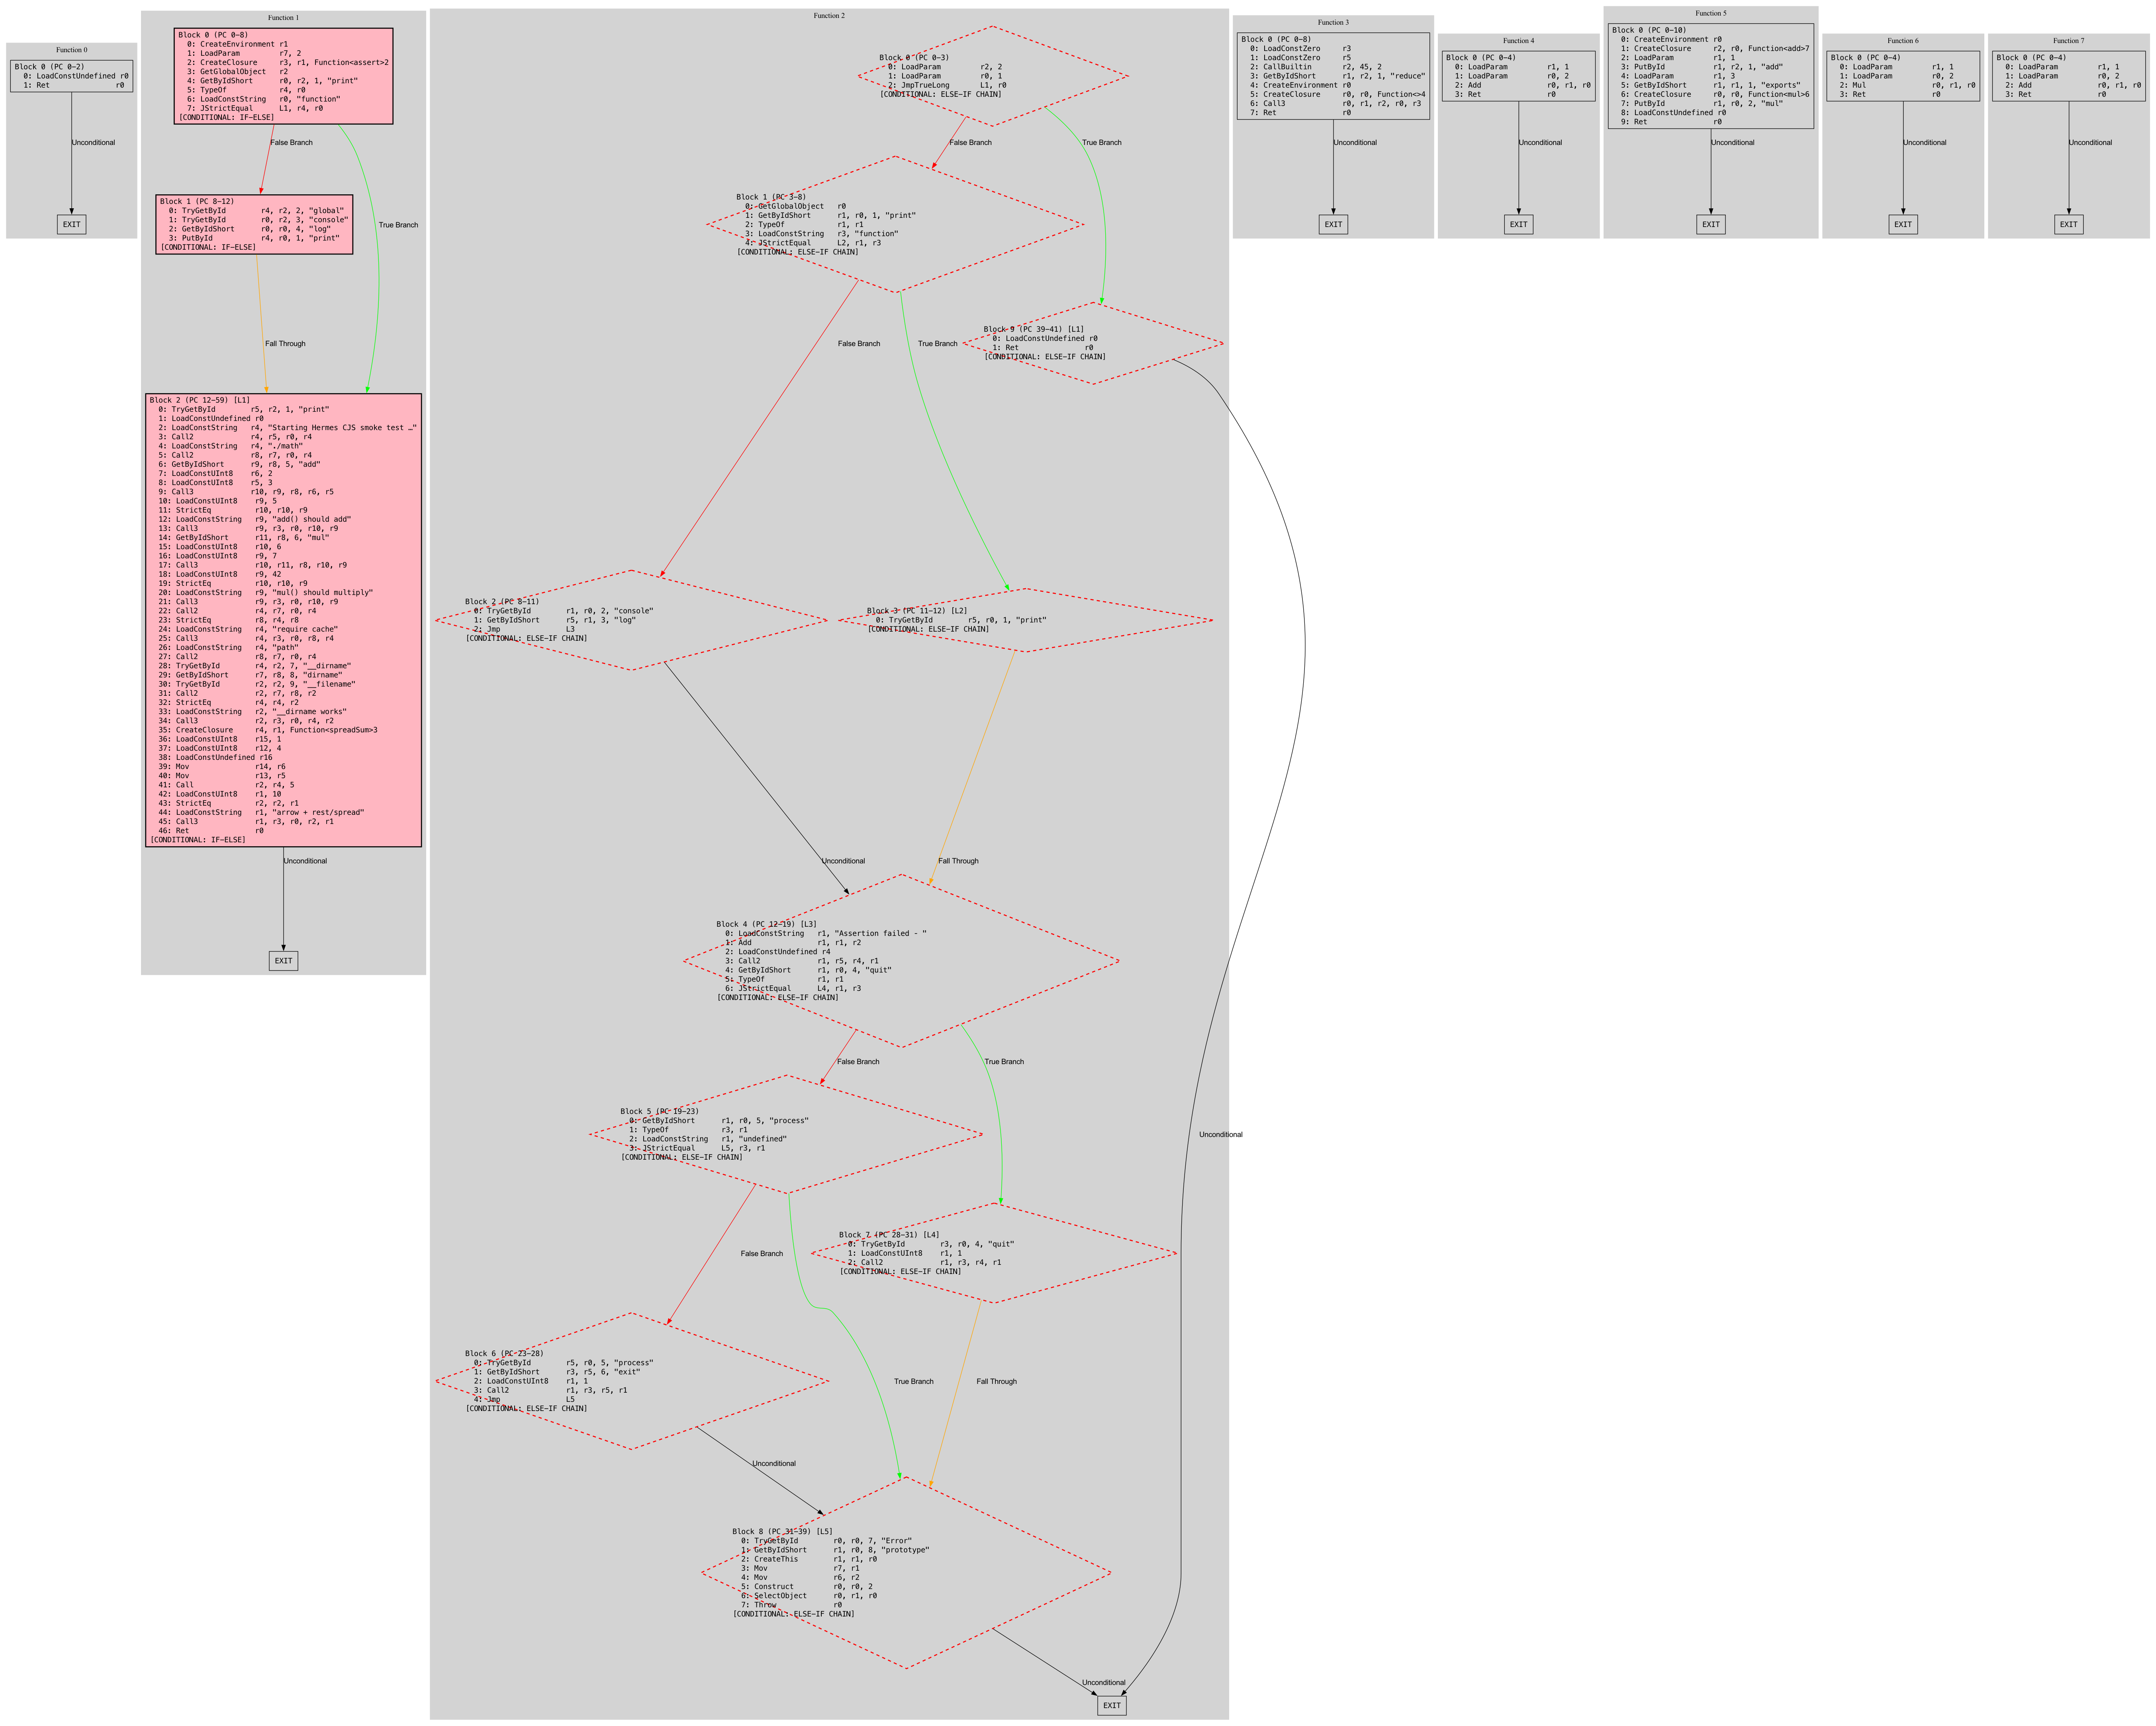 Function 0
Block 0 (PC 0-2)
0: LoadConstUndefined r0
1: Ret r0
Unconditional
EXIT
Function 1
Block 0 (PC 0-8)
0: CreateEnvironment r1
1: LoadParam r7, 2
2: CreateClosure r3, r1, Function<assert>2
3: GetGlobalObject r2
4: GetByIdShort r0, r2, 1, "print"
5: TypeOf r4, r0
6: LoadConstString r0, "function"
7: JStrictEqual L1, r4, r0
[CONDITIONAL: IF-ELSE]
False Branch
True Branch
Block 1 (PC 8-12)
0: TryGetById r4, r2, 2, "global"
1: TryGetById r0, r2, 3, "console"
2: GetByIdShort r0, r0, 4, "log"
3: PutById r4, r0, 1, "print"
[CONDITIONAL: IF-ELSE]
Fall Through
Block 2 (PC 12-59) [L1]
0: TryGetById r5, r2, 1, "print"
1: LoadConstUndefined r0
2: LoadConstString r4, "Starting Hermes CJS smoke test …"
3: Call2 r4, r5, r0, r4
4: LoadConstString r4, "./math"
5: Call2 r8, r7, r0, r4
6: GetByIdShort r9, r8, 5, "add"
7: LoadConstUInt8 r6, 2
8: LoadConstUInt8 r5, 3
9: Call3 r10, r9, r8, r6, r5
10: LoadConstUInt8 r9, 5
11: StrictEq r10, r10, r9
12: LoadConstString r9, "add() should add"
13: Call3 r9, r3, r0, r10, r9
14: GetByIdShort r11, r8, 6, "mul"
15: LoadConstUInt8 r10, 6
16: LoadConstUInt8 r9, 7
17: Call3 r10, r11, r8, r10, r9
18: LoadConstUInt8 r9, 42
19: StrictEq r10, r10, r9
20: LoadConstString r9, "mul() should multiply"
21: Call3 r9, r3, r0, r10, r9
22: Call2 r4, r7, r0, r4
23: StrictEq r8, r4, r8
24: LoadConstString r4, "require cache"
25: Call3 r4, r3, r0, r8, r4
26: LoadConstString r4, "path"
27: Call2 r8, r7, r0, r4
28: TryGetById r4, r2, 7, "__dirname"
29: GetByIdShort r7, r8, 8, "dirname"
30: TryGetById r2, r2, 9, "__filename"
31: Call2 r2, r7, r8, r2
32: StrictEq r4, r4, r2
33: LoadConstString r2, "__dirname works"
34: Call3 r2, r3, r0, r4, r2
35: CreateClosure r4, r1, Function<spreadSum>3
36: LoadConstUInt8 r15, 1
37: LoadConstUInt8 r12, 4
38: LoadConstUndefined r16
39: Mov r14, r6
40: Mov r13, r5
41: Call r2, r4, 5
42: LoadConstUInt8 r1, 10
43: StrictEq r2, r2, r1
44: LoadConstString r1, "arrow + rest/spread"
45: Call3 r1, r3, r0, r2, r1
46: Ret r0
[CONDITIONAL: IF-ELSE]
Unconditional
EXIT
Function 2
Block 0 (PC 0-3)
0: LoadParam r2, 2
1: LoadParam r0, 1
2: JmpTrueLong L1, r0
[CONDITIONAL: ELSE-IF CHAIN]
False Branch
True Branch
Block 1 (PC 3-8)
0: GetGlobalObject r0
1: GetByIdShort r1, r0, 1, "print"
2: TypeOf r1, r1
3: LoadConstString r3, "function"
4: JStrictEqual L2, r1, r3
[CONDITIONAL: ELSE-IF CHAIN]
Block 9 (PC 39-41) [L1]
0: LoadConstUndefined r0
1: Ret r0
[CONDITIONAL: ELSE-IF CHAIN]
False Branch
True Branch
Block 2 (PC 8-11)
0: TryGetById r1, r0, 2, "console"
1: GetByIdShort r5, r1, 3, "log"
2: Jmp L3
[CONDITIONAL: ELSE-IF CHAIN]
Block 3 (PC 11-12) [L2]
0: TryGetById r5, r0, 1, "print"
[CONDITIONAL: ELSE-IF CHAIN]
Unconditional
Fall Through
Block 4 (PC 12-19) [L3]
0: LoadConstString r1, "Assertion failed - "
1: Add r1, r1, r2
2: LoadConstUndefined r4
3: Call2 r1, r5, r4, r1
4: GetByIdShort r1, r0, 4, "quit"
5: TypeOf r1, r1
6: JStrictEqual L4, r1, r3
[CONDITIONAL: ELSE-IF CHAIN]
False Branch
True Branch
Block 5 (PC 19-23)
0: GetByIdShort r1, r0, 5, "process"
1: TypeOf r3, r1
2: LoadConstString r1, "undefined"
3: JStrictEqual L5, r3, r1
[CONDITIONAL: ELSE-IF CHAIN]
Unconditional
Block 7 (PC 28-31) [L4]
0: TryGetById r3, r0, 4, "quit"
1: LoadConstUInt8 r1, 1
2: Call2 r1, r3, r4, r1
[CONDITIONAL: ELSE-IF CHAIN]
False Branch
True Branch
Fall Through
Block 6 (PC 23-28)
0: TryGetById r5, r0, 5, "process"
1: GetByIdShort r3, r5, 6, "exit"
2: LoadConstUInt8 r1, 1
3: Call2 r1, r3, r5, r1
4: Jmp L5
[CONDITIONAL: ELSE-IF CHAIN]
Unconditional
Block 8 (PC 31-39) [L5]
0: TryGetById r0, r0, 7, "Error"
1: GetByIdShort r1, r0, 8, "prototype"
2: CreateThis r1, r1, r0
3: Mov r7, r1
4: Mov r6, r2
5: Construct r0, r0, 2
6: SelectObject r0, r1, r0
7: Throw r0
[CONDITIONAL: ELSE-IF CHAIN]
Unconditional
EXIT
Function 3
Block 0 (PC 0-8)
0: LoadConstZero r3
1: LoadConstZero r5
2: CallBuiltin r2, 45, 2
3: GetByIdShort r1, r2, 1, "reduce"
4: CreateEnvironment r0
5: CreateClosure r0, r0, Function<>4
6: Call3 r0, r1, r2, r0, r3
7: Ret r0
Unconditional
EXIT
Function 4
Block 0 (PC 0-4)
0: LoadParam r1, 1
1: LoadParam r0, 2
2: Add r0, r1, r0
3: Ret r0
Unconditional
EXIT
Function 5
Block 0 (PC 0-10)
0: CreateEnvironment r0
1: CreateClosure r2, r0, Function<add>7
2: LoadParam r1, 1
3: PutById r1, r2, 1, "add"
4: LoadParam r1, 3
5: GetByIdShort r1, r1, 1, "exports"
6: CreateClosure r0, r0, Function<mul>6
7: PutById r1, r0, 2, "mul"
8: LoadConstUndefined r0
9: Ret r0
Unconditional
EXIT
Function 6
Block 0 (PC 0-4)
0: LoadParam r1, 1
1: LoadParam r0, 2
2: Mul r0, r1, r0
3: Ret r0
Unconditional
EXIT
Function 7
Block 0 (PC 0-4)
0: LoadParam r1, 1
1: LoadParam r0, 2
2: Add r0, r1, r0
3: Ret r0
Unconditional
EXIT